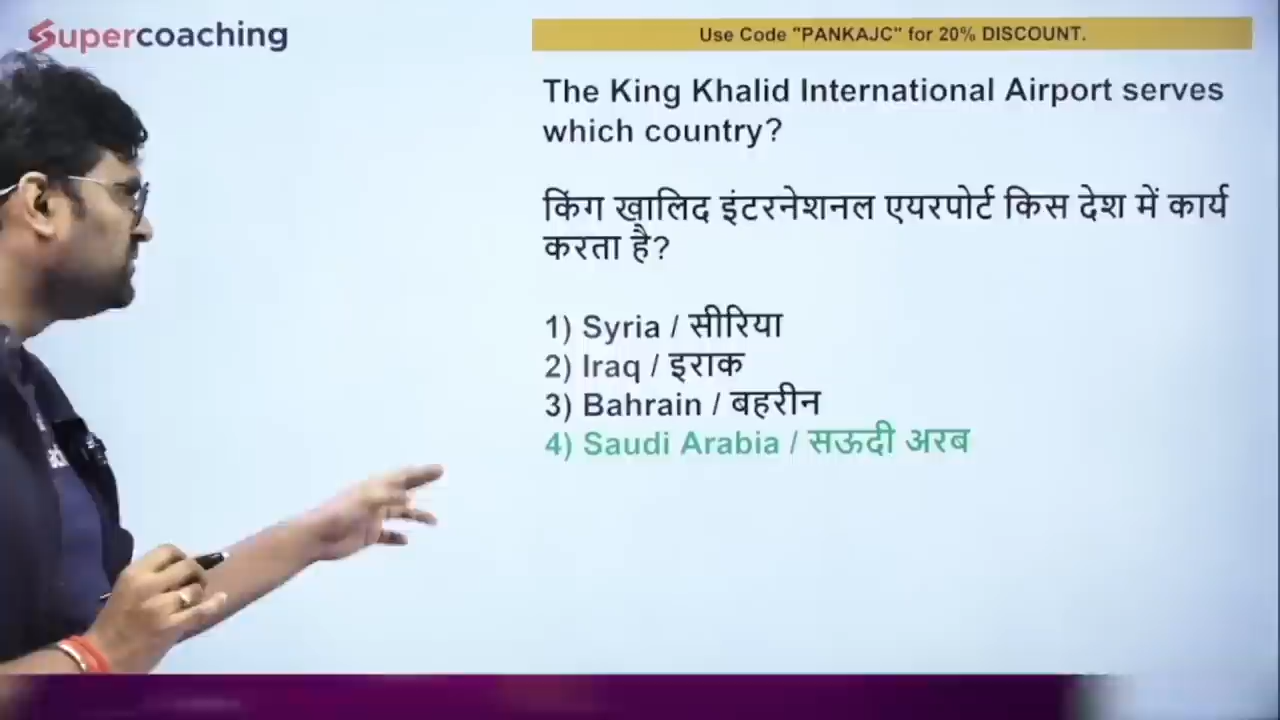 Supercoaching
Use Code "PANKAJC" for 20% DISCOUNT.
The King Khalid International Airport serves
which country?
किंग खालिद इंटरनेशनल एयरपोर्ट किस देश में कार्य
करता है?
1) Syria / सीरिया
2) Iraq / इराक
3) Bahrain / बहरीन
4) Saudi Arabia / सऊदी अरब